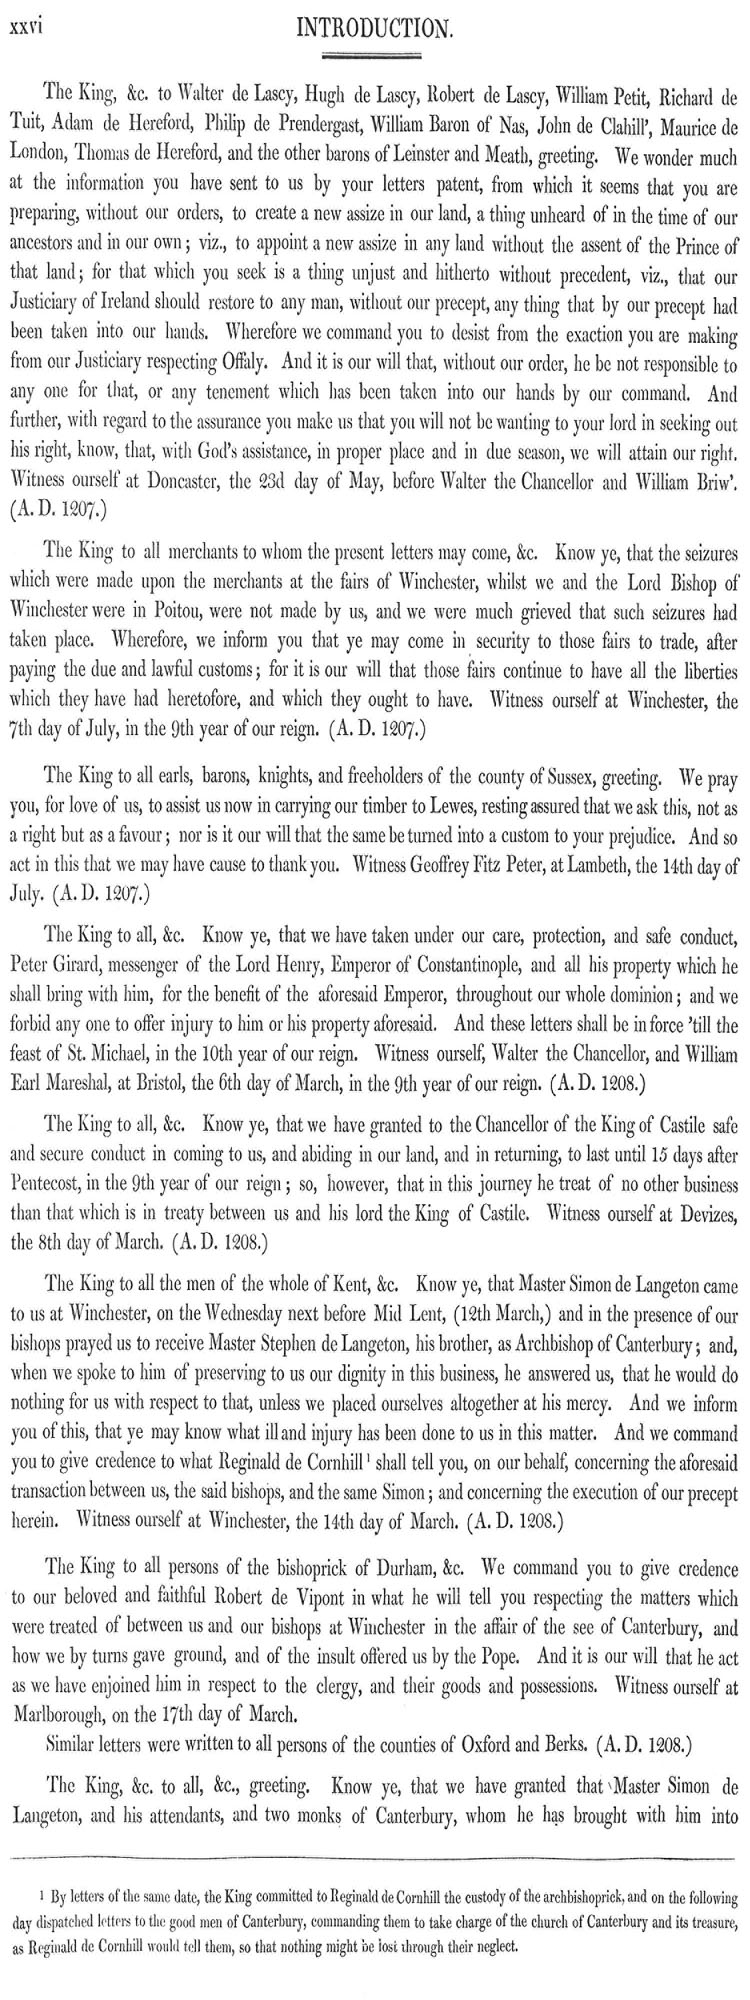 xxvi
INTRODUCTION.
The King, &c. to Walter de Lascy, Hugh de Lascy, Robert de Lascy, William Petit, Richard de
Tuit, Adam de Hereford, Philip de Prendergast, William Baron of Nas, John de Clahill', Maurice de
London, Thomas de Hereford, and the other barons of Leinster and Meath, greeting. We wonder much
at the information you have sent to us by your letters patent, from which it seems that you are
preparing, without our orders, to create a new assize in our land, a thing unheard of in the time of our
ancestors and in our own; viz., to appoint a new assize in any land without the assent of the Prince of
that land; for that which you seek is a thing unjust and hitherto without precedent, viz., that our
Justiciary of Ireland should restore to any man, without our precept, any thing that by our precept had
been taken into our hands. Wherefore we command you to desist from the exaction you are making
from our Justiciary respecting Offaly. And it is our will that, without our order, he be not responsible to
any one for that, or any tenement which has been taken into our hands by our command. And
further, with regard to the assurance you make us that you will not be wanting to your lord in seeking out
his right, know, that, with God's assistance, in proper place and in due season, we will attain our right.
Witness ourself at Doncaster, the 23d day of May, before Walter the Chancellor and William Briw'.
(A. D. 1207.)
The King to all merchants to whom the present letters may come, &c. Know ye, that the seizures
which were made upon the merchants at the fairs of Winchester, whilst we and the Lord Bishop of
Winchester were in Poitou, were not made by us, and we were much grieved that such seizures had
taken place. Wherefore, we inform you that ye may come in security to those fairs to trade, after
paying the due and lawful customs; for it is our will that those fairs continue to have all the liberties
which they have had heretofore, and which they ought to have. Witness ourself at Winchester, the
7th day of July, in the 9th year of our reign. (A. D. 1207.)
The King to all earls, barons, knights, and freeholders of the county of Sussex, greeting. We pray
you, for love of us, to assist us now in carrying our timber to Lewes, resting assured that we ask this, not as
a right but as a favour; nor is it our will that the same be turned into a custom to your prejudice. And so
act in this that we may have cause to thank you. Witness Geoffrey Fitz Peter, at Lambeth, the 14th day of
July. (A. D. 1207.)
The King to all, &c. Know ye, that we have taken under our care, protection, and safe conduct,
Peter Girard, messenger of the Lord Henry, Emperor of Constantinople, and all his property which he
shall bring with him, for the benefit of the aforesaid Emperor, throughout our whole dominion; and we
forbid any one to offer injury to him or his property aforesaid. And these letters shall be in force 'till the
feast of St. Michael, in the 10th year of our reign. Witness ourself, Walter the Chancellor, and William
Earl Mareshal, at Bristol, the 6th day of March, in the 9th year of our reign. (A. D. 1208.)
The King to all, &c. Know ye, that we have granted to the Chancellor of the King of Castile safe
and secure conduct in coming to us, and abiding in our land, and in returning, to last until 15 days after
Pentecost, in the 9th year of our reign; so, however, that in this journey he treat of no other business
than that which is in treaty between us and his lord the King of Castile. Witness ourself at Devizes,
the 8th day of March. (A. D. 1208.)
The King to all the men of the whole of Kent, &c. Know ye, that Master Simon de Langeton came
to us at Winchester, on the Wednesday next before Mid Lent, (12th March,) and in the presence of our
bishops prayed us to receive Master Stephen de Langeton, his brother, as Archbishop of Canterbury; and,
when we spoke to him of preserving to us our dignity in this business, he answered us, that he would do
nothing for us with respect to that, unless we placed ourselves altogether at his mercy. And we inform
you of this, that ye may know what ill and injury has been done to us in this matter. And we command
you to give credence to what Reginald de Cornhill¹ shall tell you, on our behalf, concerning the aforesaid
transaction between us, the said bishops, and the same Simon; and concerning the execution of our precept
herein. Witness ourself at Winchester, the 14th day of March. (A. D. 1208.)
The King to all persons of the bishoprick of Durham, &c. We command you to give credence
to our beloved and faithful Robert de Vipont in what he will tell you respecting the matters which
were treated of between us and our bishops at Winchester in the affair of the see of Canterbury, and
how we by turns gave ground, and of the insult offered us by the Pope. And it is our will that he act
as we have enjoined him in respect to the clergy, and their goods and possessions. Witness ourself at
Marlborough, on the 17th day of March.
Similar letters were written to all persons of the counties of Oxford and Berks. (A. D. 1208.)
The King, &c. to all, &c., greeting. Know ye, that we have granted that Master Simon de
Langeton, and his attendants, and two monks of Canterbury, whom he has brought with him into
¹ By letters of the same date, the King committed to Reginald de Cornhill the custody of the archbishoprick, and on the following
day dispatched letters to the good men of Canterbury, commanding them to take charge of the church of Canterbury and its treasure,
as Reginald de Cornhill would tell them, so that nothing might be lost through their neglect.